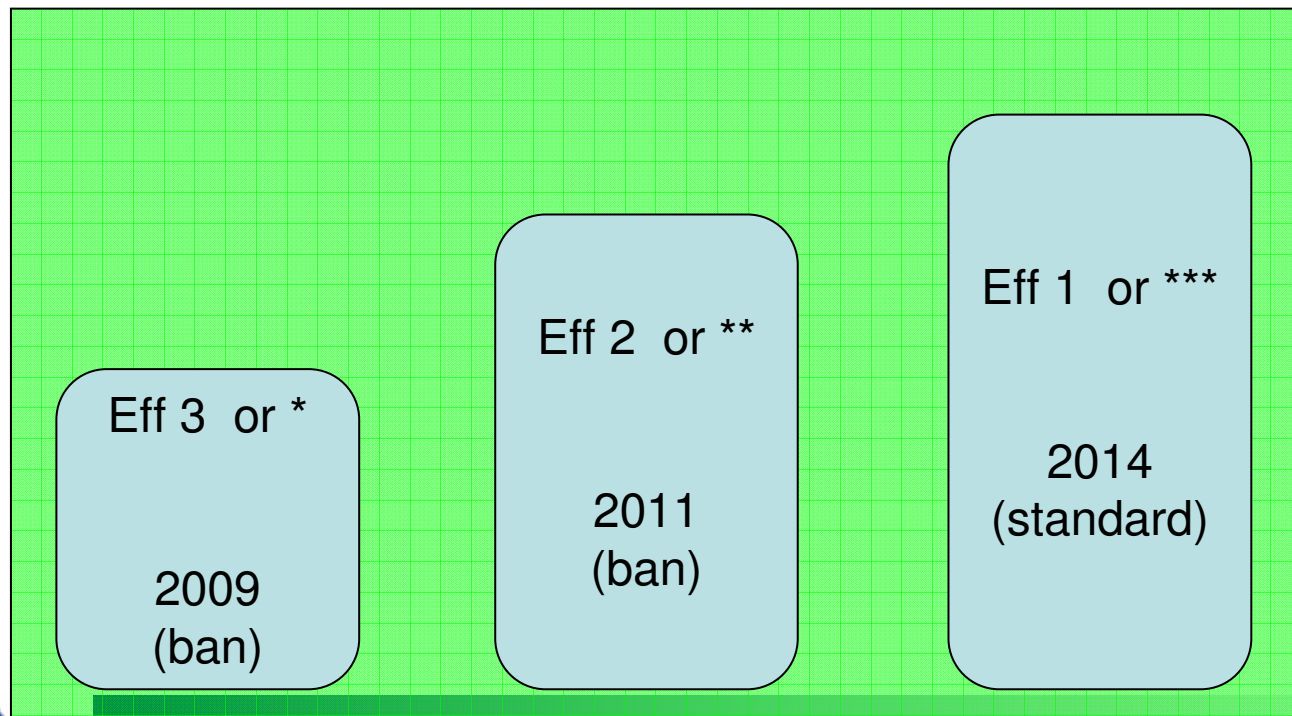 Eff 3 or *
2009
(ban)
Eff 2 or **
2011
(ban)
Eff 1 or ***
2014
(standard)